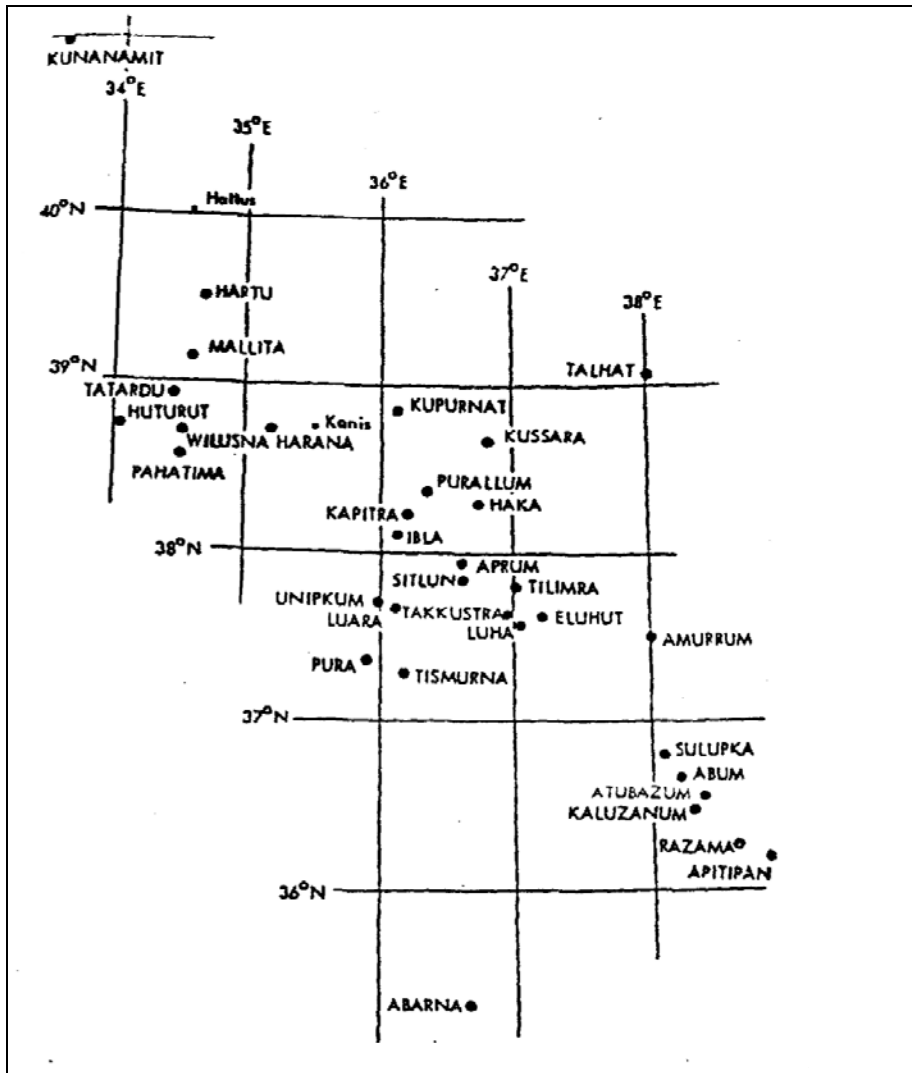 KUNANAMIT
34°E
35°E
36°E
Hattus
40°N
37°E
38°E
HARTU
MALLITA
39°N
TALHAT
TATARDU
HUTURUT
KUPURNAT
Kanis
WILUSNA HARANA
KUSSARA
PAHATIMA
PURALLUM
HAKA
KAPITRA
IBLA
38°N
APRUM
SITLUN
TILIMRA
UNIPKUM
TAKKUSTRA
LUARA
ELUHUT
LUHA
AMURRUM
PURA
TISMURNA
37°N
SULUPKA
ABUM
ATUBAZUM
KALUZANUM
RAZAMA
APITIPAN
36°N
ABARNA